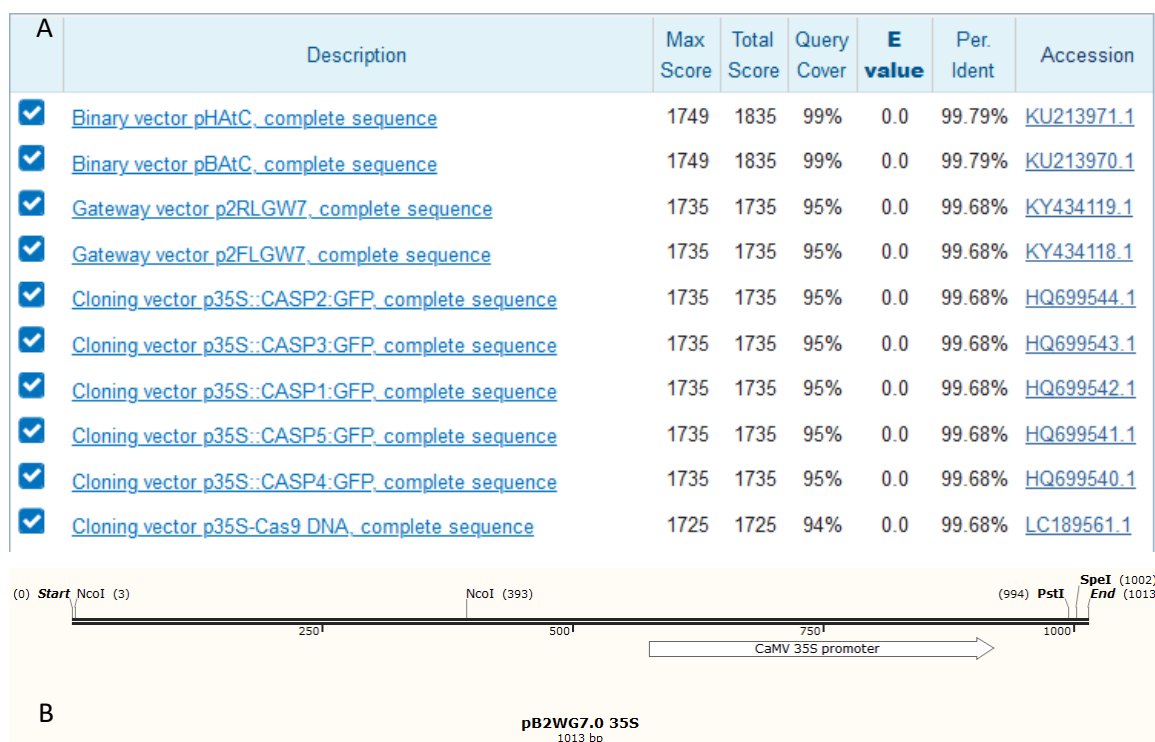 A
Description Max Score Total Score Query Cover E value Per. Ident Accession
Binary vector pHAtC, complete sequence 1749 1835 99% 0.0 99.79% KU213971.1
Binary vector pBAtC, complete sequence 1749 1835 99% 0.0 99.79% KU213970.1
Gateway vector p2RLGW7, complete sequence 1735 1735 95% 0.0 99.68% KY434119.1
Gateway vector p2FLGW7, complete sequence 1735 1735 95% 0.0 99.68% KY434118.1
Cloning vector p35S::CASP2:GFP, complete sequence 1735 1735 95% 0.0 99.68% HQ699544.1
Cloning vector p35S::CASP3:GFP, complete sequence 1735 1735 95% 0.0 99.68% HQ699543.1
Cloning vector p35S::CASP1:GFP, complete sequence 1735 1735 95% 0.0 99.68% HQ699542.1
Cloning vector p35S::CASP5:GFP, complete sequence 1735 1735 95% 0.0 99.68% HQ699541.1
Cloning vector p35S::CASP4:GFP, complete sequence 1735 1735 95% 0.0 99.68% HQ699540.1
Cloning vector p35S-Cas9 DNA, complete sequence 1725 1725 94% 0.0 99.68% LC189561.1
SpeI (1002)
(0) Start NcoI (3) NcoI (393) (994) PstI End (1013
250 500 750 1000
CaMV 35S promoter
B
pB2WG7.0 35S
1013 bp